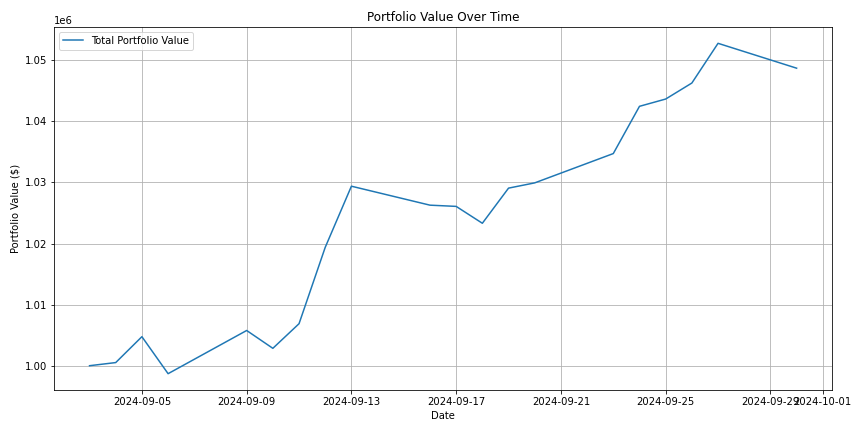 Portfolio Value Over Time
1e6
Total Portfolio Value
1.05
1.04
1.03
1.02
1.01
1.00
Portfolio Value ($)
2024-09-05 2024-09-09 2024-09-13 2024-09-17 2024-09-21 2024-09-25 2024-09-29 2024-10-01
Date